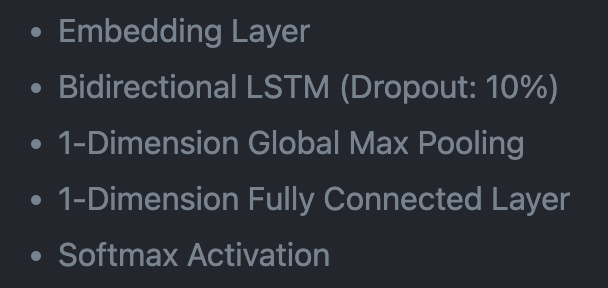 • Embedding Layer
• Bidirectional LSTM (Dropout: 10%)
• 1-Dimension Global Max Pooling
• 1-Dimension Fully Connected Layer
• Softmax Activation